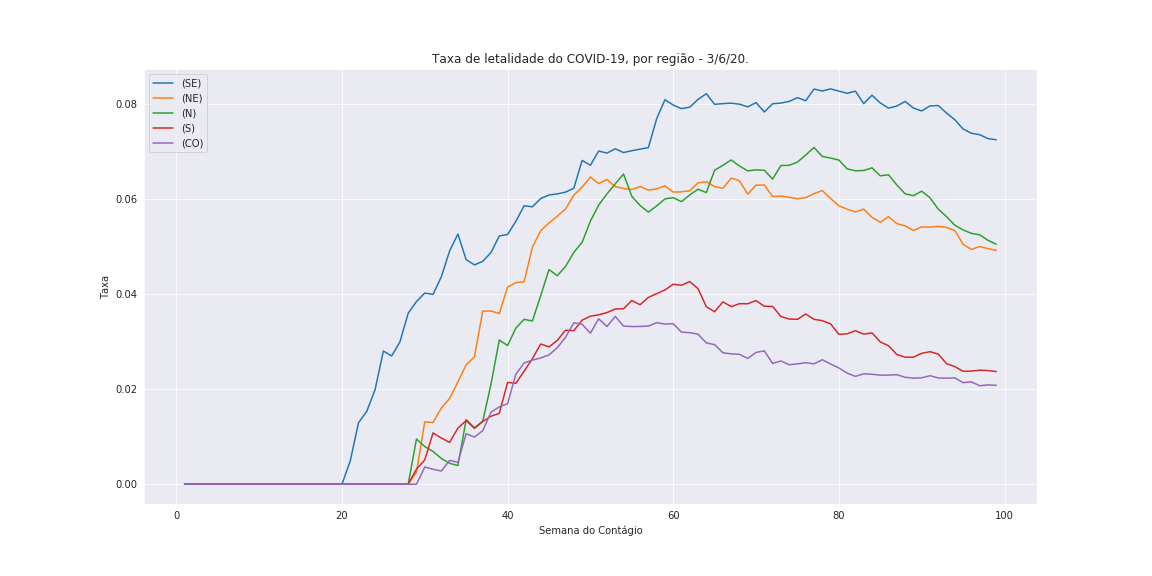 Taxa de letalidade do COVID-19, por região - 3/6/20.
(SE)
(NE)
(N)
(S)
(CO)
Taxa
0.08
0.06
0.04
0.02
0.00
0 20 40 60 80 100
Semana do Contágio